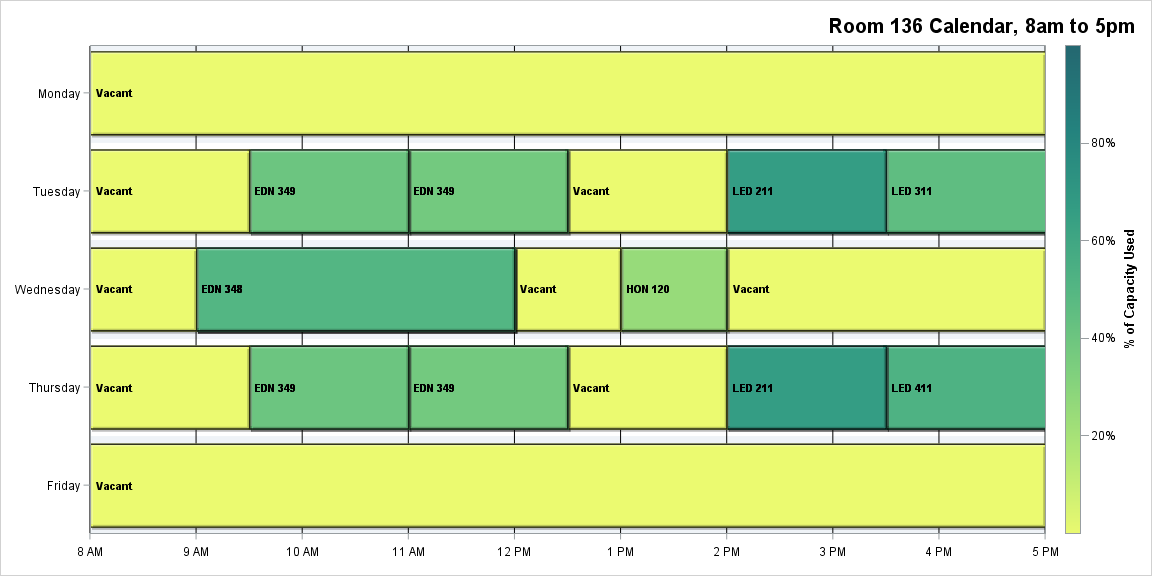 Room 136 Calendar, 8am to 5pm
Monday
Vacant
80%
Tuesday
Vacant
EDN 349
EDN 349
Vacant
LED 211
LED 311
60%
% of Capacity Used
Wednesday
Vacant
EDN 348
Vacant
HON 120
Vacant
40%
Thursday
Vacant
EDN 349
EDN 349
Vacant
LED 211
LED 411
20%
Friday
Vacant
8 AM
9 AM
10 AM
11 AM
12 PM
1 PM
2 PM
3 PM
4 PM
5 PM